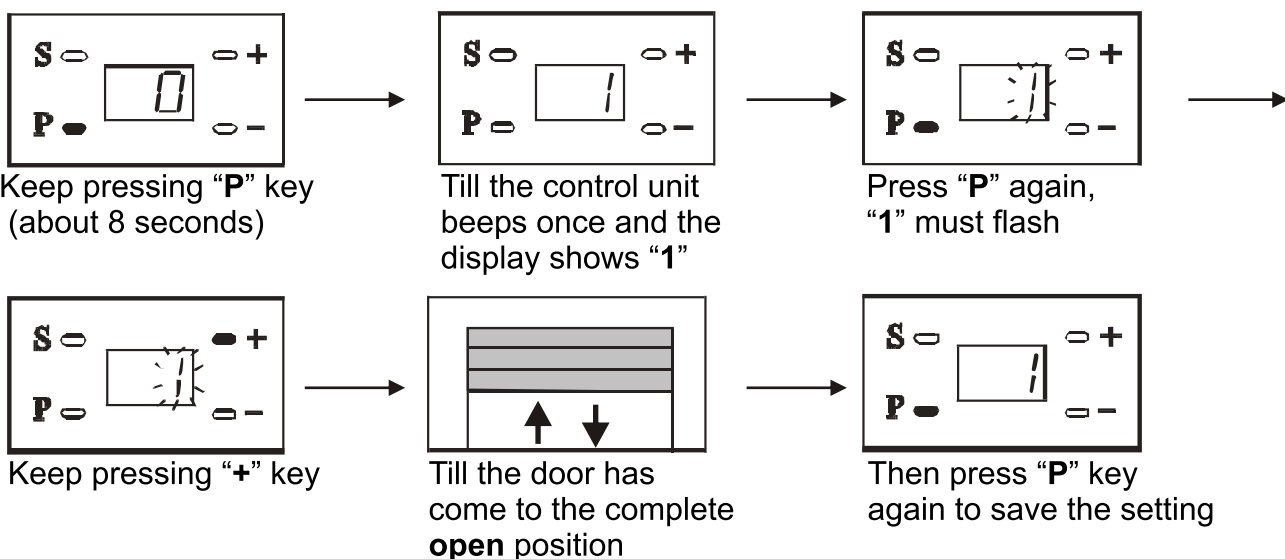 S +
0
P −
Keep pressing “P” key
(about 8 seconds)
S +
1
P −
Till the control unit
beeps once and the
display shows “1”
S +
1
P −
Press “P” again,
“1” must flash
S +
1
P −
Keep pressing “+” key
Till the door has
come to the complete
open position
S +
1
P −
Then press “P” key
again to save the setting